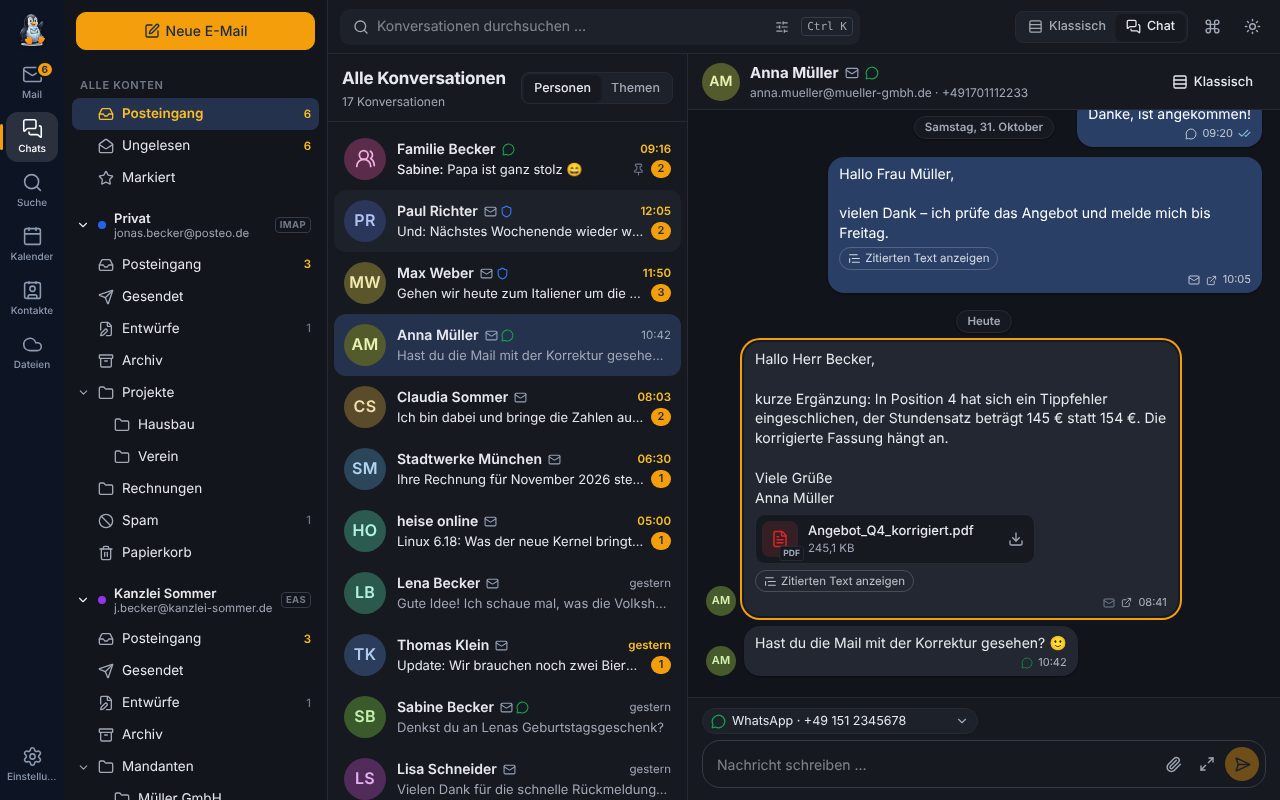 Neue E-Mail
Konversationen durchsuchen ...
Ctrl K
Klassisch
Chat
6
Mail
Chats
Suche
Kalender
Kontakte
Dateien
Einstellu...
ALLE KONTEN
Posteingang 6
Ungelesen 6
Markiert
Privat
jonas.becker@posteo.de
IMAP
Posteingang 3
Gesendet
Entwürfe 1
Archiv
Projekte
Hausbau
Verein
Rechnungen
Spam 1
Papierkorb
Kanzlei Sommer
j.becker@kanzlei-sommer.de
EAS
Posteingang 3
Gesendet
Entwürfe 1
Archiv
Mandanten
Müller GmbH
Alle Konversationen
17 Konversationen
Personen
Themen
Familie Becker 09:16
Sabine: Papa ist ganz stolz 😄 2
PR
Paul Richter 12:05
Und: Nächstes Wochenende wieder w... 2
MW
Max Weber 11:50
Gehen wir heute zum Italiener um die ... 3
AM
Anna Müller 10:42
Hast du die Mail mit der Korrektur gesehe...
CS
Claudia Sommer 08:03
Ich bin dabei und bringe die Zahlen au... 2
SM
Stadtwerke München 06:30
Ihre Rechnung für November 2026 ste... 1
HO
heise online 05:00
Linux 6.18: Was der neue Kernel bringt... 1
LB
Lena Becker gestern
Gute Idee! Ich schaue mal, was die Volksh...
TK
Thomas Klein gestern
Update: Wir brauchen noch zwei Bier... 1
SB
Sabine Becker gestern
Denkst du an Lenas Geburtstagsgeschenk?
LS
Lisa Schneider gestern
Vielen Dank für die schnelle Rückmeldung...
AM
Anna Müller
anna.mueller@mueller-gmbh.de · +491701112233
Klassisch
Danke, ist angekommen!
Samstag, 31. Oktober
09:20
Hallo Frau Müller,
vielen Dank – ich prüfe das Angebot und melde mich bis
Freitag.
Zitierten Text anzeigen
10:05
Heute
Hallo Herr Becker,
kurze Ergänzung: In Position 4 hat sich ein Tippfehler
eingeschlichen, der Stundensatz beträgt 145 € statt 154 €. Die
korrigierte Fassung hängt an.
Viele Grüße
Anna Müller
Angebot_Q4_korrigiert.pdf
PDF
245,1 KB
Zitierten Text anzeigen
AM
08:41
Hast du die Mail mit der Korrektur gesehen? 🙂
AM
10:42
WhatsApp · +49 151 2345678
Nachricht schreiben ...